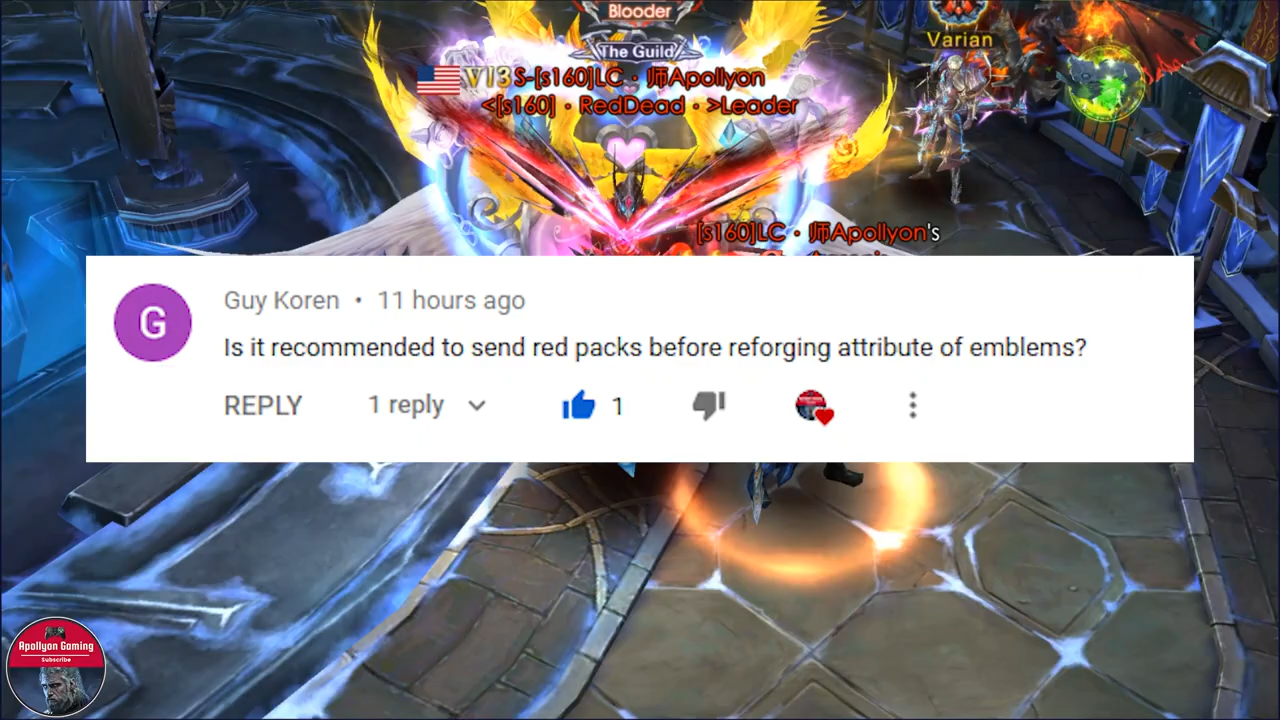 Blooder
The Guild
V13 S-[s160]LC · 师Apollyon
<[s160] · RedDead · >Leader
Varian
[s160]LC · 师Apollyon's
G
Guy Koren • 11 hours ago
Is it recommended to send red packs before reforging attribute of emblems?
REPLY 1 reply 1
Apollyon Gaming
Subscribe